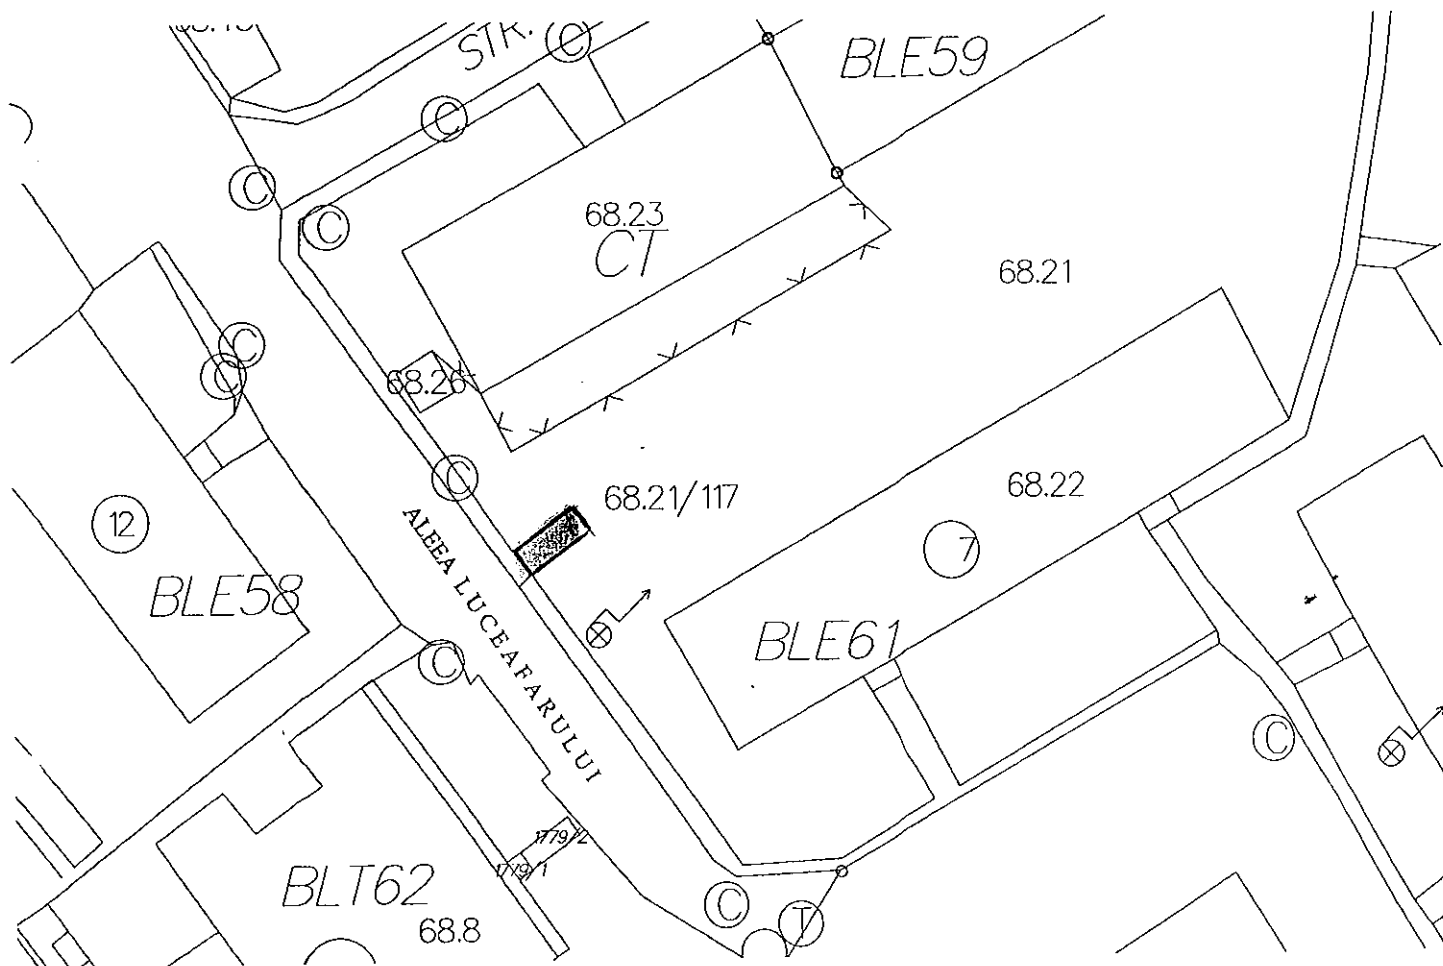 STR.
BLE59
C
C
C
68.23
C
CT
68.21
C
C
68.26
C
68.21/117
68.22
12
7
ALEEA LUCEAFARULUI
BLE58
BLE61
C
C
1779/2
1779/1
BLT62
C
T
68.8